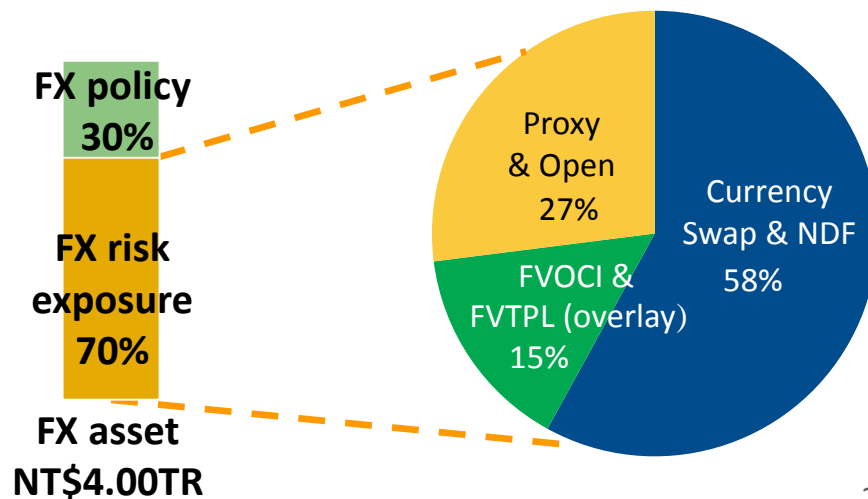 FX policy
30%
FX risk
exposure
70%
FX asset
NT$4.00TR
Proxy
& Open
27%
Currency
Swap & NDF
58%
FVOCI &
FVTPL (overlay)
15%